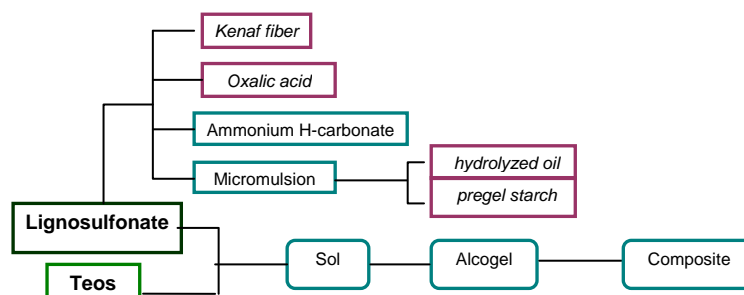 Kenaf fiber
Oxalic acid
Ammonium H-carbonate
Micromulsion
hydrolyzed oil
pregel starch
Lignosulfonate
Teos
Sol
Alcogel
Composite